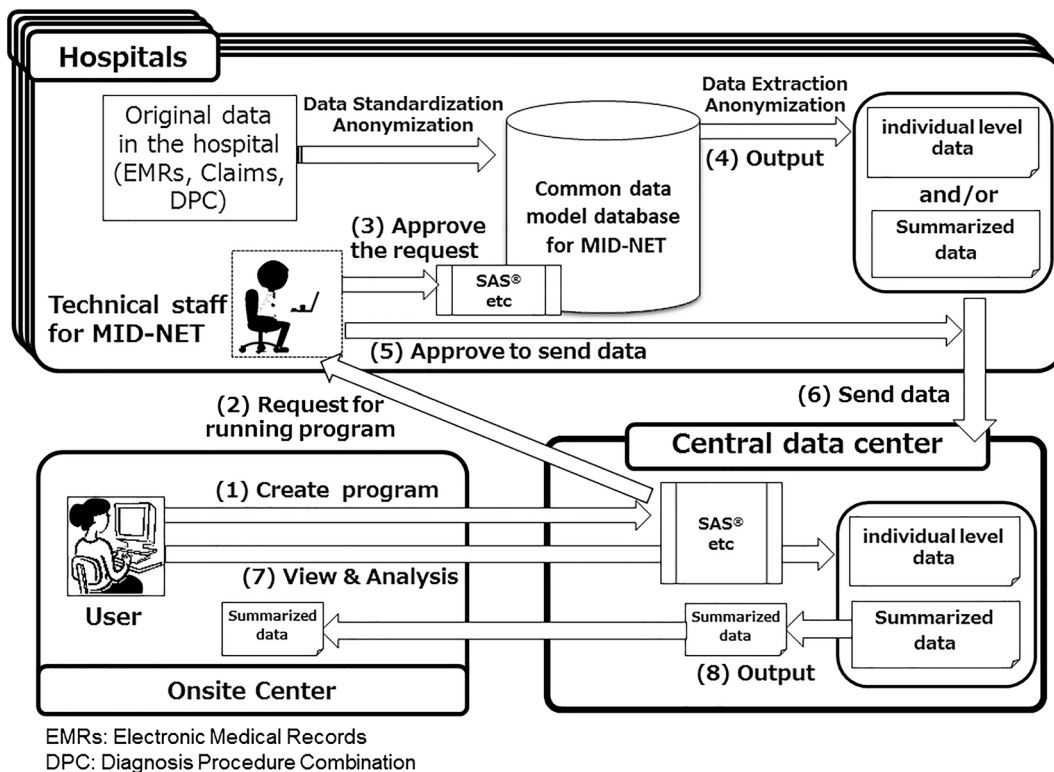 Hospitals
Original data
in the hospital
(EMRs, Claims,
DPC)
Data Standardization
Anonymization
Common data
model database
for MID-NET
Data Extraction
Anonymization
(4) Output
individual level
data
and/or
Summarized
data
(3) Approve
the request
SAS®
etc
Technical staff
for MID-NET
(5) Approve to send data
(6) Send data
(2) Request for
running program
Central data center
(1) Create program
SAS®
etc
individual level
data
(7) View & Analysis
User
Summarized
data
Summarized
data
Summarized
data
(8) Output
Onsite Center
EMRs: Electronic Medical Records
DPC: Diagnosis Procedure Combination